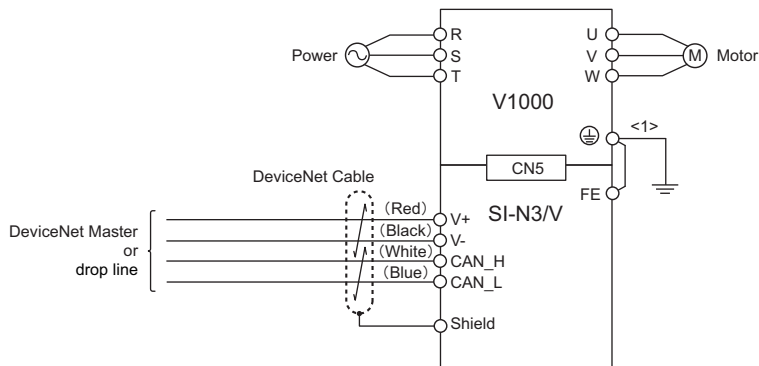 R
S
T
Power
U
V
W
M
Motor
V1000
<1>
CN5
FE
SI-N3/V
DeviceNet Cable
DeviceNet Master
or
drop line
(Red)
V+
(Black)
V-
(White)
CAN_H
(Blue)
CAN_L
Shield